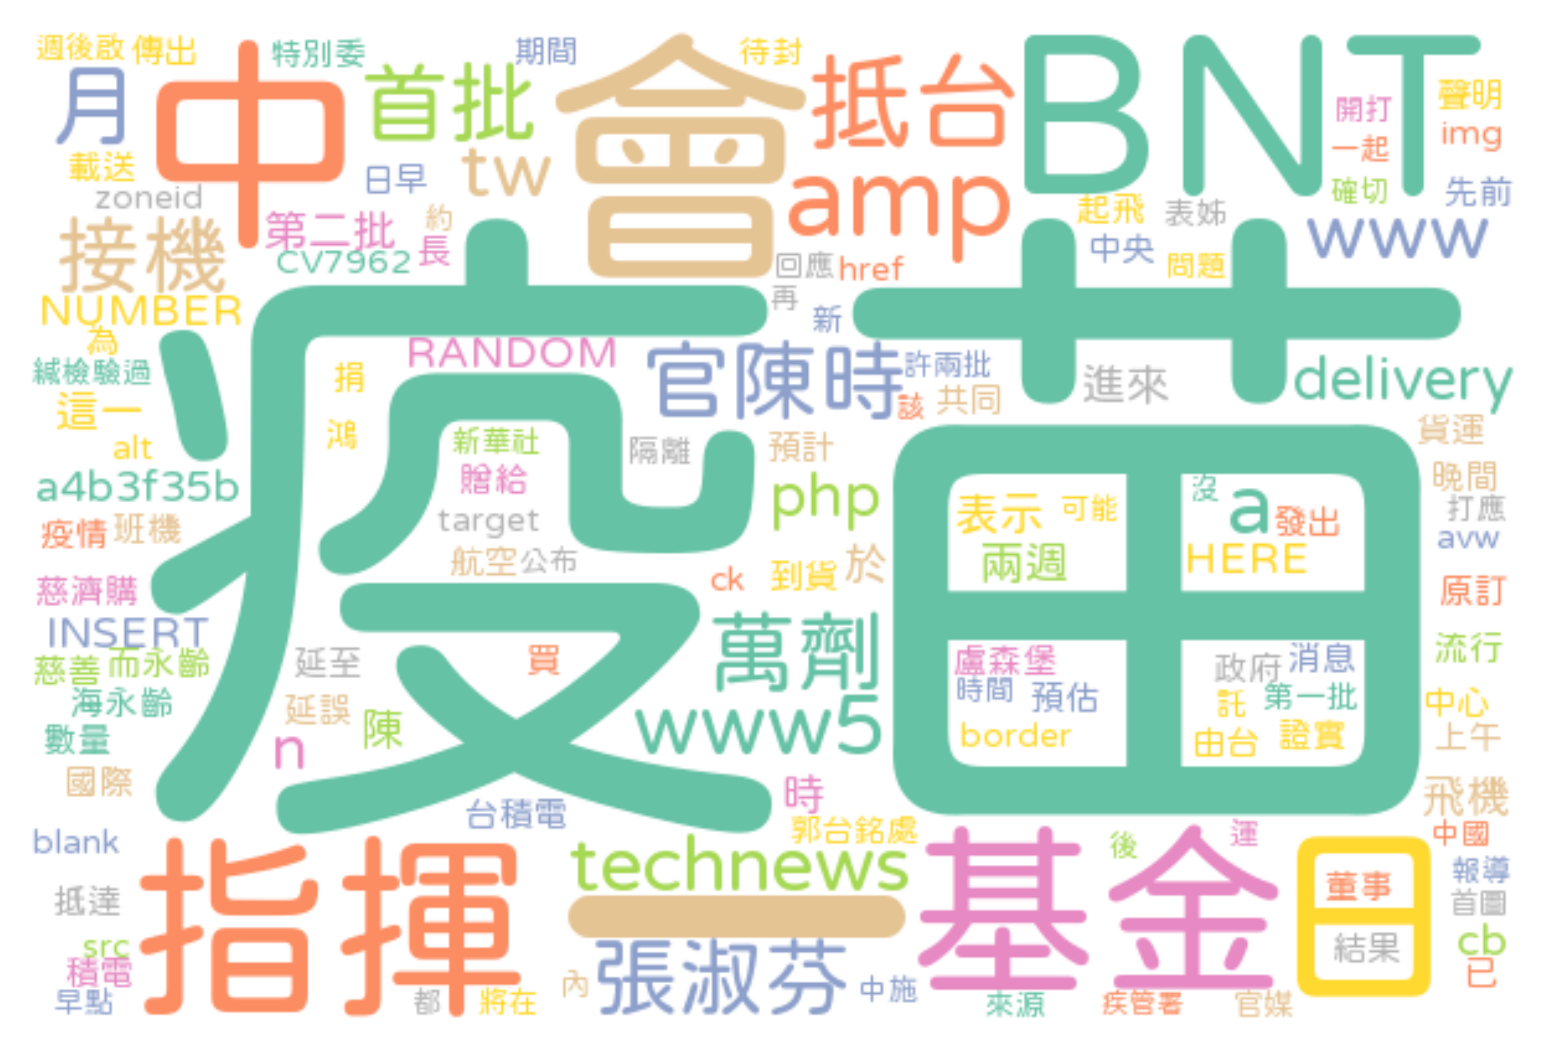 週後啟 傳出 特別委 期間 待封
月 中 首批 會 抵台 BNT 開打 聲明
一起 img
載送 日早 tw amp 確切 先前
zoneid 約 起飛 表姊 www
接機 第二批 長 中央 問題
CV7962 回應 href
NUMBER 再 新
為 RANDOM 官陳時 許兩批 delivery
緘檢驗過 捐 該 共同 進來
這一 疫苗 貨運
alt 鴻 新華社 隔離 預計 晚間
a4b3f35b 贈給 php 表示 可能 沒 a 發出 打應
疫情 班機 target 兩週 HERE avw
航空 公布 ck 到貨 於
慈濟購 原訂
INSERT 萬劑
慈善 而永齡 延至 買 盧森堡 政府 消息 流行
海永齡 延誤 陳 www5 時間 預估 託 第一批 中心
數量 n border 由台 證實 上午
國際 時 飛機
blank 台積電 郭台銘處 後 運 中國
指揮 technews 基金 日 董事 報導
抵達 一 首圖
src 張淑芬 結果 cb
積電 已
早點 都 將在 內 中施 來源 疾管署 官媒